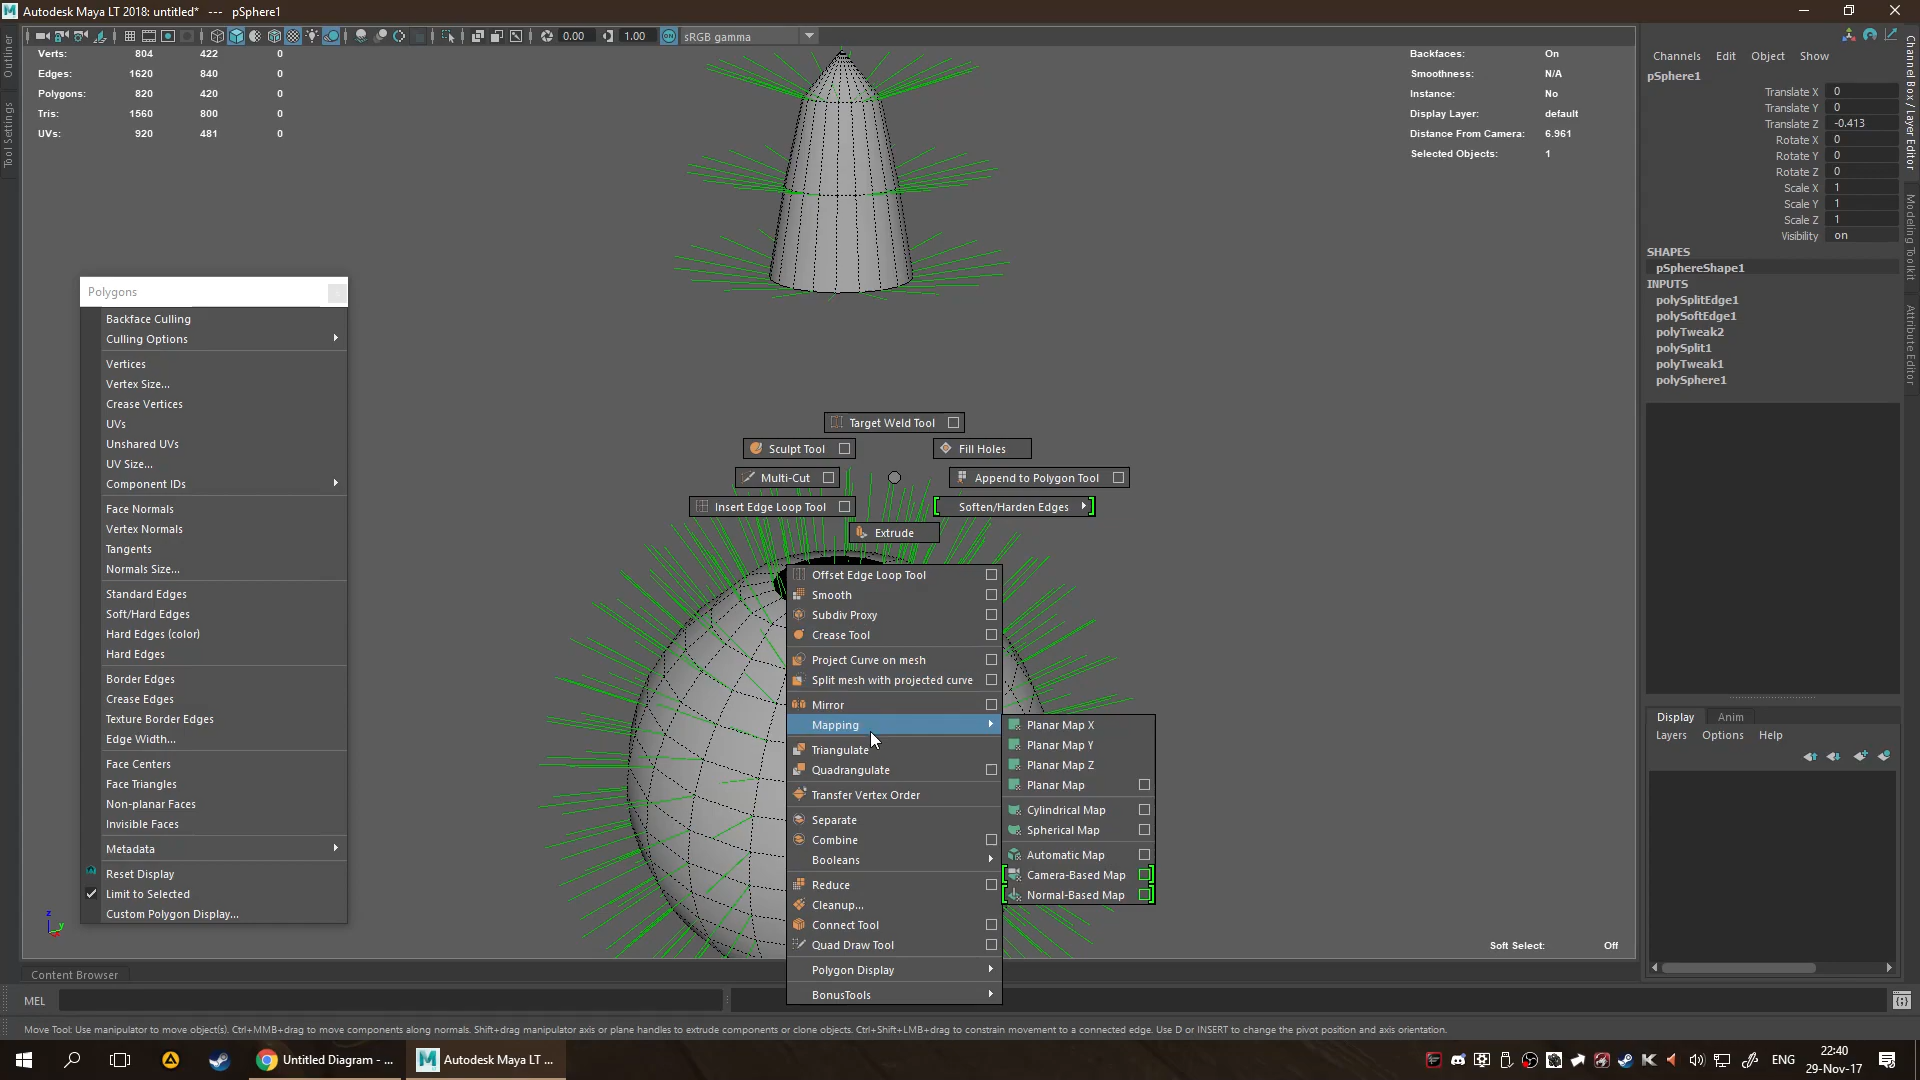 Autodesk Maya LT 2018: untitled* --- pSphere1
Outliner
Tool Settings
0.00
1.00
ON
sRGB gamma
Verts: 804 422 0
Edges: 1620 840 0
Polygons: 820 420 0
Tris: 1560 800 0
UVs: 920 481 0
Backfaces: On
Smoothness: N/A
Instance: No
Display Layer: default
Distance From Camera: 6.961
Selected Objects: 1
Polygons
Backface Culling
Culling Options
Vertices
Vertex Size...
Crease Vertices
UVs
Unshared UVs
UV Size...
Component IDs
Face Normals
Vertex Normals
Tangents
Normals Size...
Standard Edges
Soft/Hard Edges
Hard Edges (color)
Hard Edges
Border Edges
Crease Edges
Texture Border Edges
Edge Width...
Face Centers
Face Triangles
Non-planar Faces
Invisible Faces
Metadata
Reset Display
Limit to Selected
Custom Polygon Display...
z
y
Target Weld Tool
Sculpt Tool
Fill Holes
Multi-Cut
Append to Polygon Tool
Insert Edge Loop Tool
Soften/Harden Edges
Extrude
Offset Edge Loop Tool
Smooth
Subdiv Proxy
Crease Tool
Project Curve on mesh
Split mesh with projected curve
Mirror
Mapping
Triangulate
Quadrangulate
Transfer Vertex Order
Separate
Combine
Booleans
Reduce
Cleanup...
Connect Tool
Quad Draw Tool
Polygon Display
BonusTools
Planar Map X
Planar Map Y
Planar Map Z
Planar Map
Cylindrical Map
Spherical Map
Automatic Map
Camera-Based Map
Normal-Based Map
Soft Select: Off
Channels Edit Object Show
pSphere1
Translate X 0
Translate Y 0
Translate Z -0.413
Rotate X 0
Rotate Y 0
Rotate Z 0
Scale X 1
Scale Y 1
Scale Z 1
Visibility on
SHAPES
pSphereShape1
INPUTS
polySplitEdge1
polySoftEdge1
polyTweak2
polySplit1
polyTweak1
polySphere1
Channel Box / Layer Editor
Modeling Toolkit
Attribute Editor
Display Anim
Layers Options Help
Content Browser
MEL
Move Tool: Use manipulator to move object(s). Ctrl+MMB+drag to move components along normals. Shift+drag manipulator axis or plane handles to extrude components or clone objects. Ctrl+Shift+LMB+drag to constrain movement to a connected edge. Use D or INSERT to change the pivot position and axis orientation.
Untitled Diagram - ...
Autodesk Maya LT ...
ENG
22:40
29-Nov-17